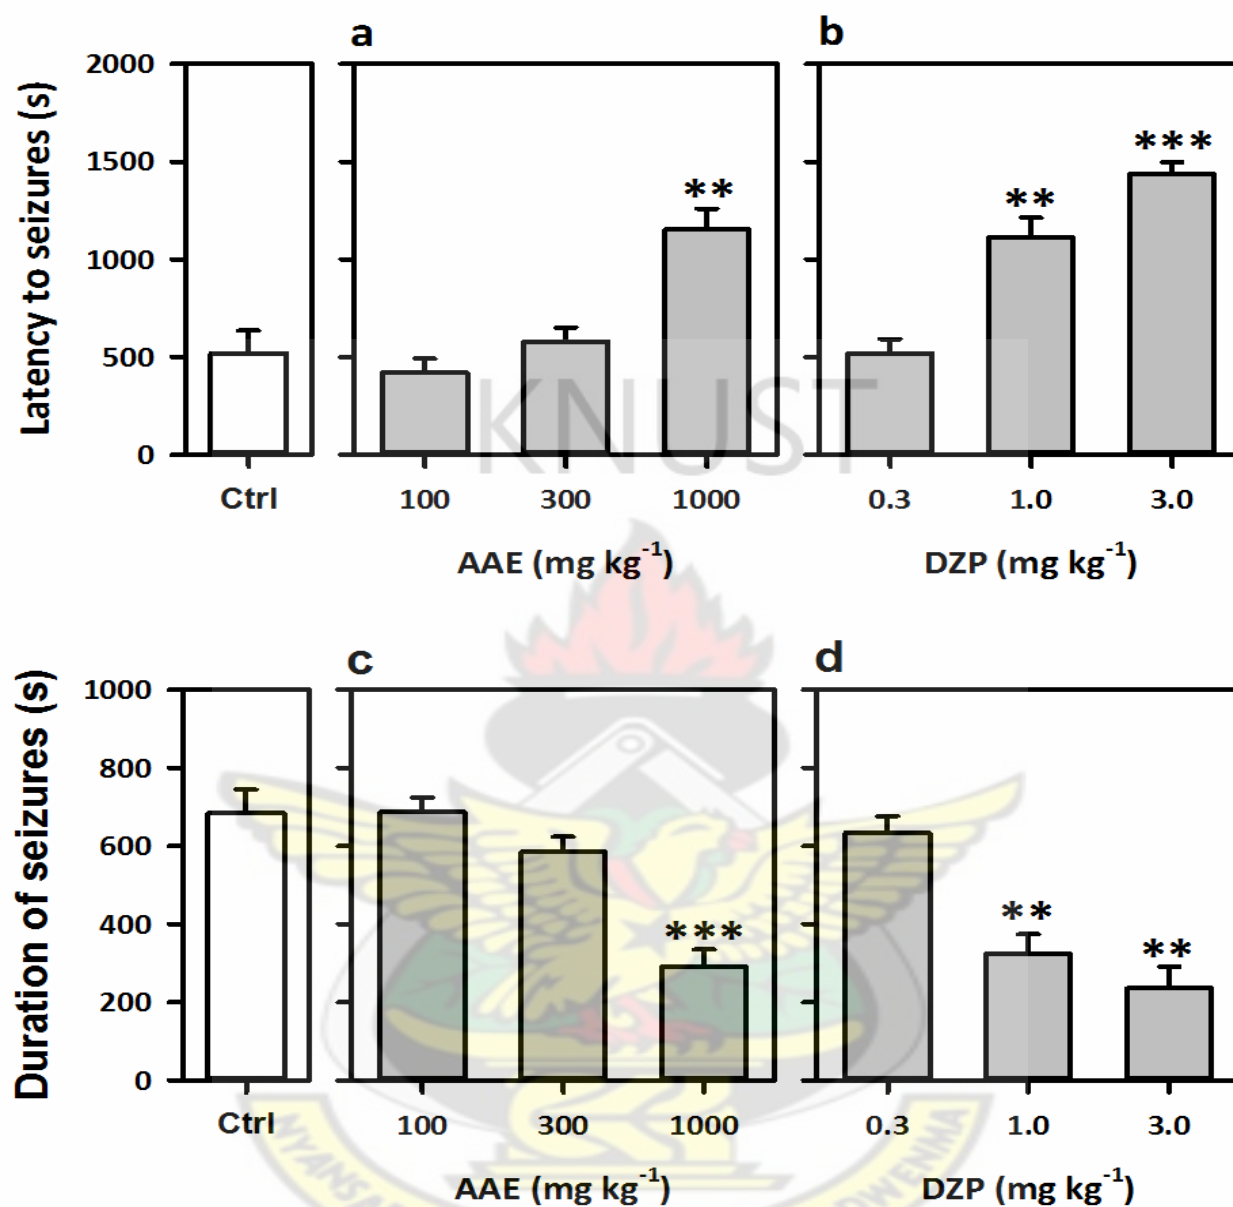 a b
Latency to seizures (s)
2000
1500
1000
500
0
** ** ***
Ctrl 100 300 1000 0.3 1.0 3.0
AAE (mg kg⁻¹) DZP (mg kg⁻¹)
KNUST
c d
Duration of seizures (s)
1000
800
600
400
200
0
*** ** **
Ctrl 100 300 1000 0.3 1.0 3.0
AAE (mg kg⁻¹) DZP (mg kg⁻¹)